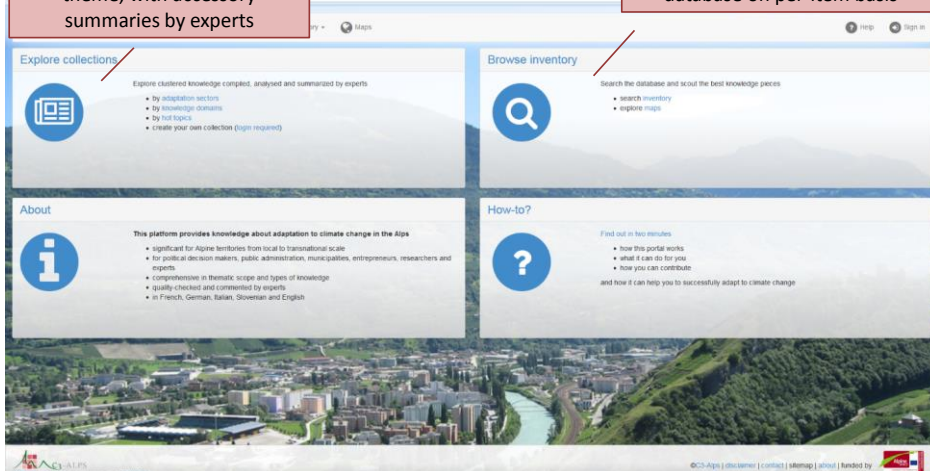 theme) with accessory
summaries by experts
database on per-item basis
Maps
Help
Sign in
Explore collections
Explore clustered knowledge compiled, analysed and summarized by experts
• by adaptation sectors
• by knowledge domains
• by hot topics
• create your own collection (login required)
Browse inventory
Search the database and scout the best knowledge pieces
• search inventory
• explore maps
About
This platform provides knowledge about adaptation to climate change in the Alps
• significant for Alpine territories from local to transnational scale
• for political decision makers, public administration, municipalities, entrepreneurs, researchers and
experts
• comprehensive in thematic scope and types of knowledge
• quality-checked and commented by experts
• in French, German, Italian, Slovenian and English
How-to?
Find out in two minutes
• how this portal works
• what it can do for you
• how you can contribute
and how it can help you to successfully adapt to climate change
C3-ALPS
©C3-Alps | disclaimer | contact | sitemap | about | funded by